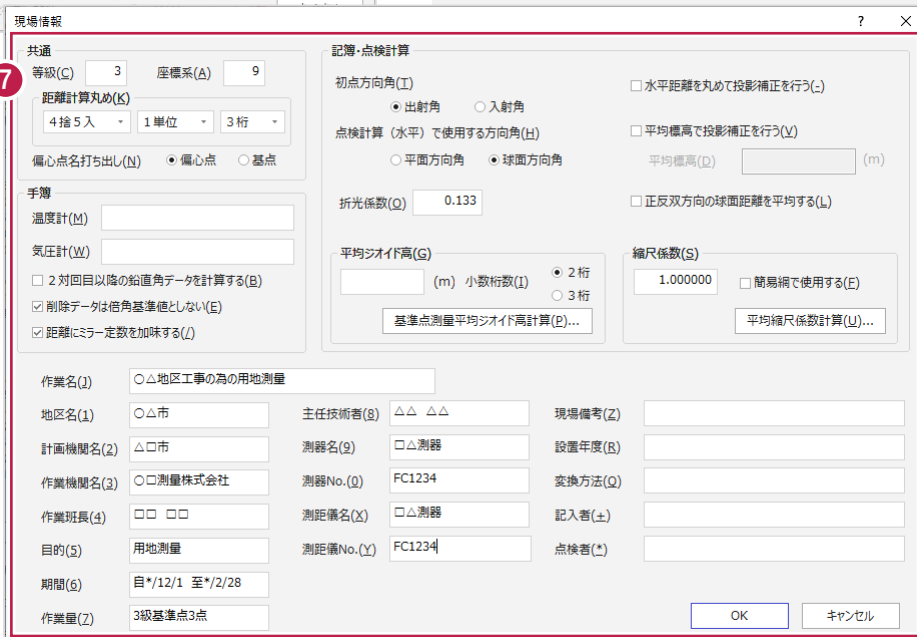 現場情報 ? ×
7
共通
等級(C) 3 座標系(A) 9
距離計算丸め(K)
4捨5入 1単位 3桁
偏心点名打ち出し(N) 偏心点 基点
手簿
温度計(M)
気圧計(W)
2対回目以降の鉛直角データを計算する(B)
削除データは倍角基準値としない(E)
距離にミラー定数を加味する(/)
記簿・点検計算
初点方向角(T)
出射角 入射角
点検計算（水平）で使用する方向角(H)
平面方向角 球面方向角
折光係数(O) 0.133
水平距離を丸めて投影補正を行う(-)
平均標高で投影補正を行う(V)
平均標高(D) (m)
正反双方向の球面距離を平均する(L)
平均ジオイド高(G)
(m) 小数桁数(I) 2桁
3桁
基準点測量平均ジオイド高計算(P)...
縮尺係数(S)
1.000000 簡易網で使用する(F)
平均縮尺係数計算(U)...
作業名(J) ○△地区工事の為の用地測量
地区名(1) ○△市
計画機関名(2) △□市
作業機関名(3) ○□測量株式会社
作業班長(4) □□ □□
目的(5) 用地測量
期間(6) 自*/12/1 至*/2/28
作業量(7) 3級基準点3点
主任技術者(8) △△ △△
測器名(9) □△測器
測器No.(0) FC1234
測距儀名(X) □△測器
測距儀No.(Y) FC1234
現場備考(Z)
設置年度(R)
変換方法(Q)
記入者(+)
点検者(*)
OK キャンセル